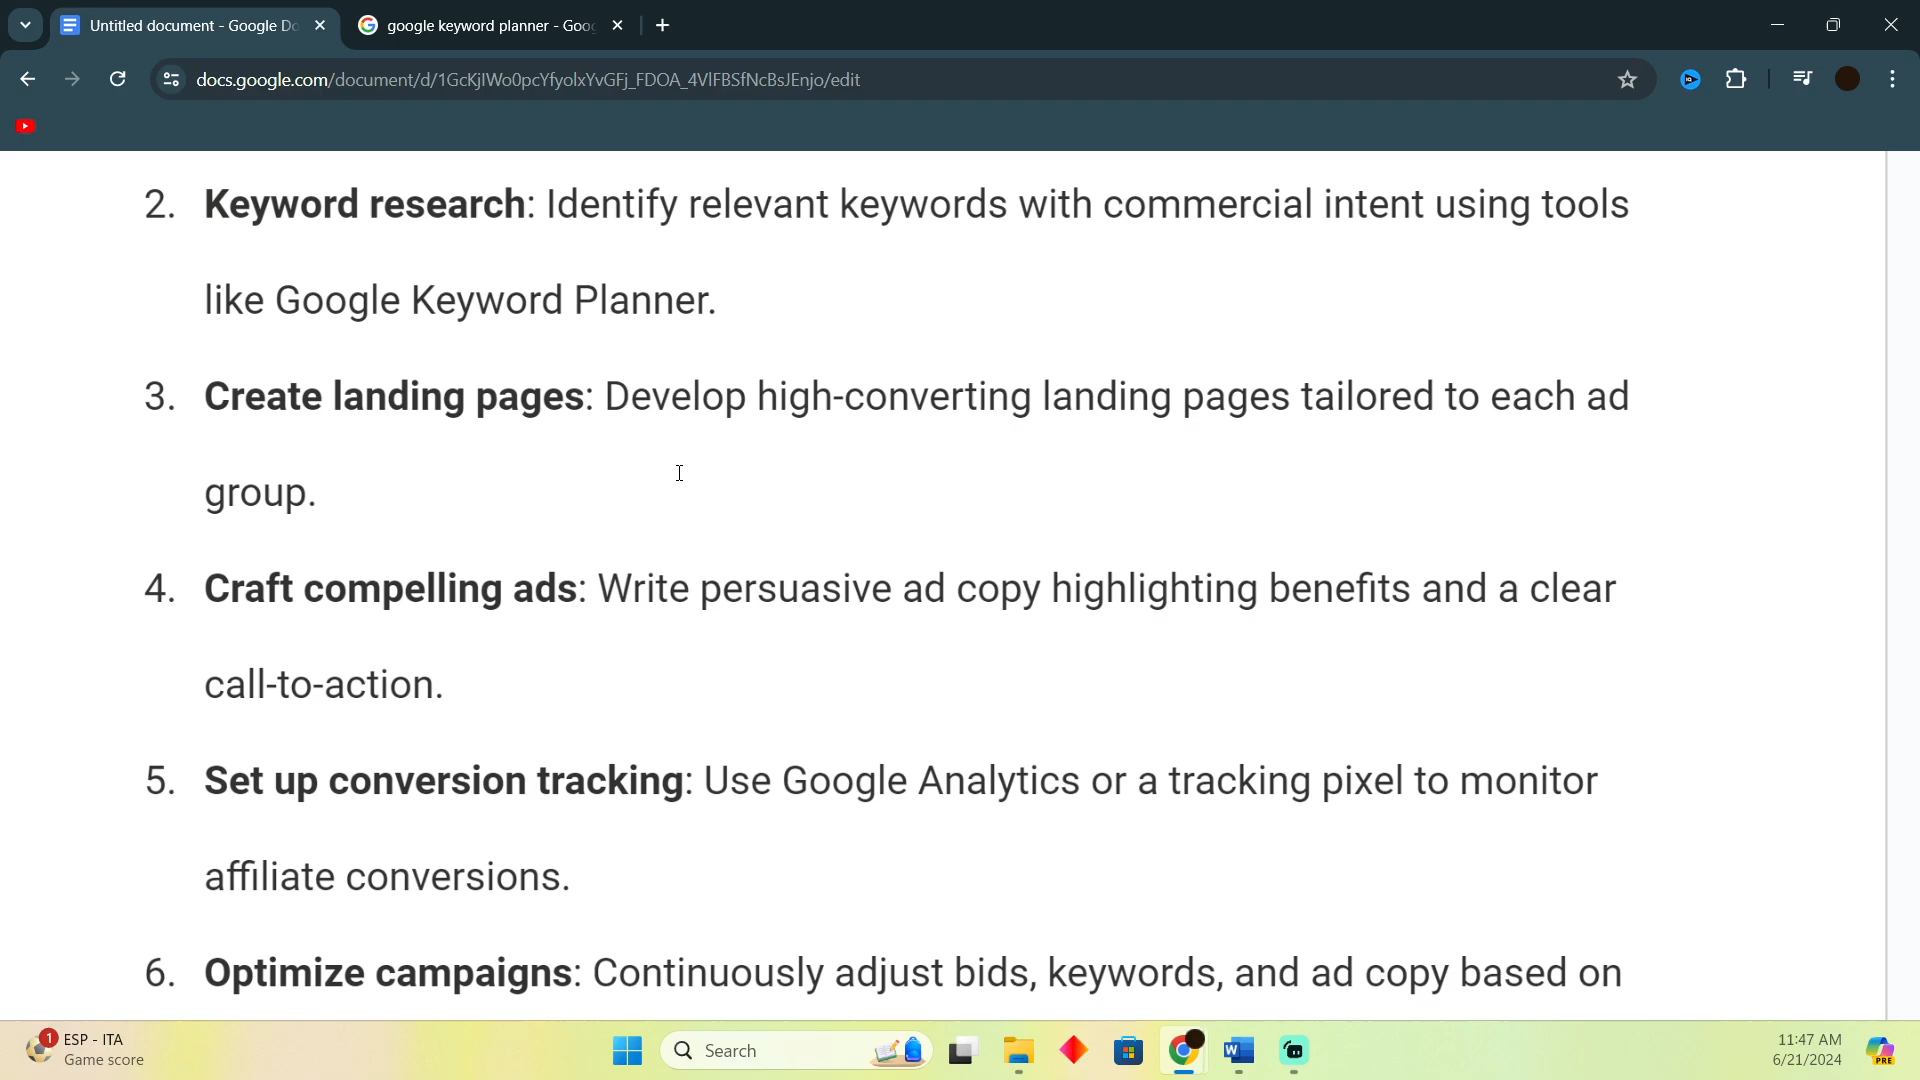 Untitled document - Google Do
google keyword planner - Goog
docs.google.com/document/d/1GcKjIWo0pcYfyolxYvGFj_FDOA_4VlFBSfNcBsJEnjo/edit
2. Keyword research: Identify relevant keywords with commercial intent using tools
like Google Keyword Planner.
3. Create landing pages: Develop high-converting landing pages tailored to each ad
group.
4. Craft compelling ads: Write persuasive ad copy highlighting benefits and a clear
call-to-action.
5. Set up conversion tracking: Use Google Analytics or a tracking pixel to monitor
affiliate conversions.
6. Optimize campaigns: Continuously adjust bids, keywords, and ad copy based on
1
ESP - ITA
Game score
Search
W
11:47 AM
6/21/2024
PRE